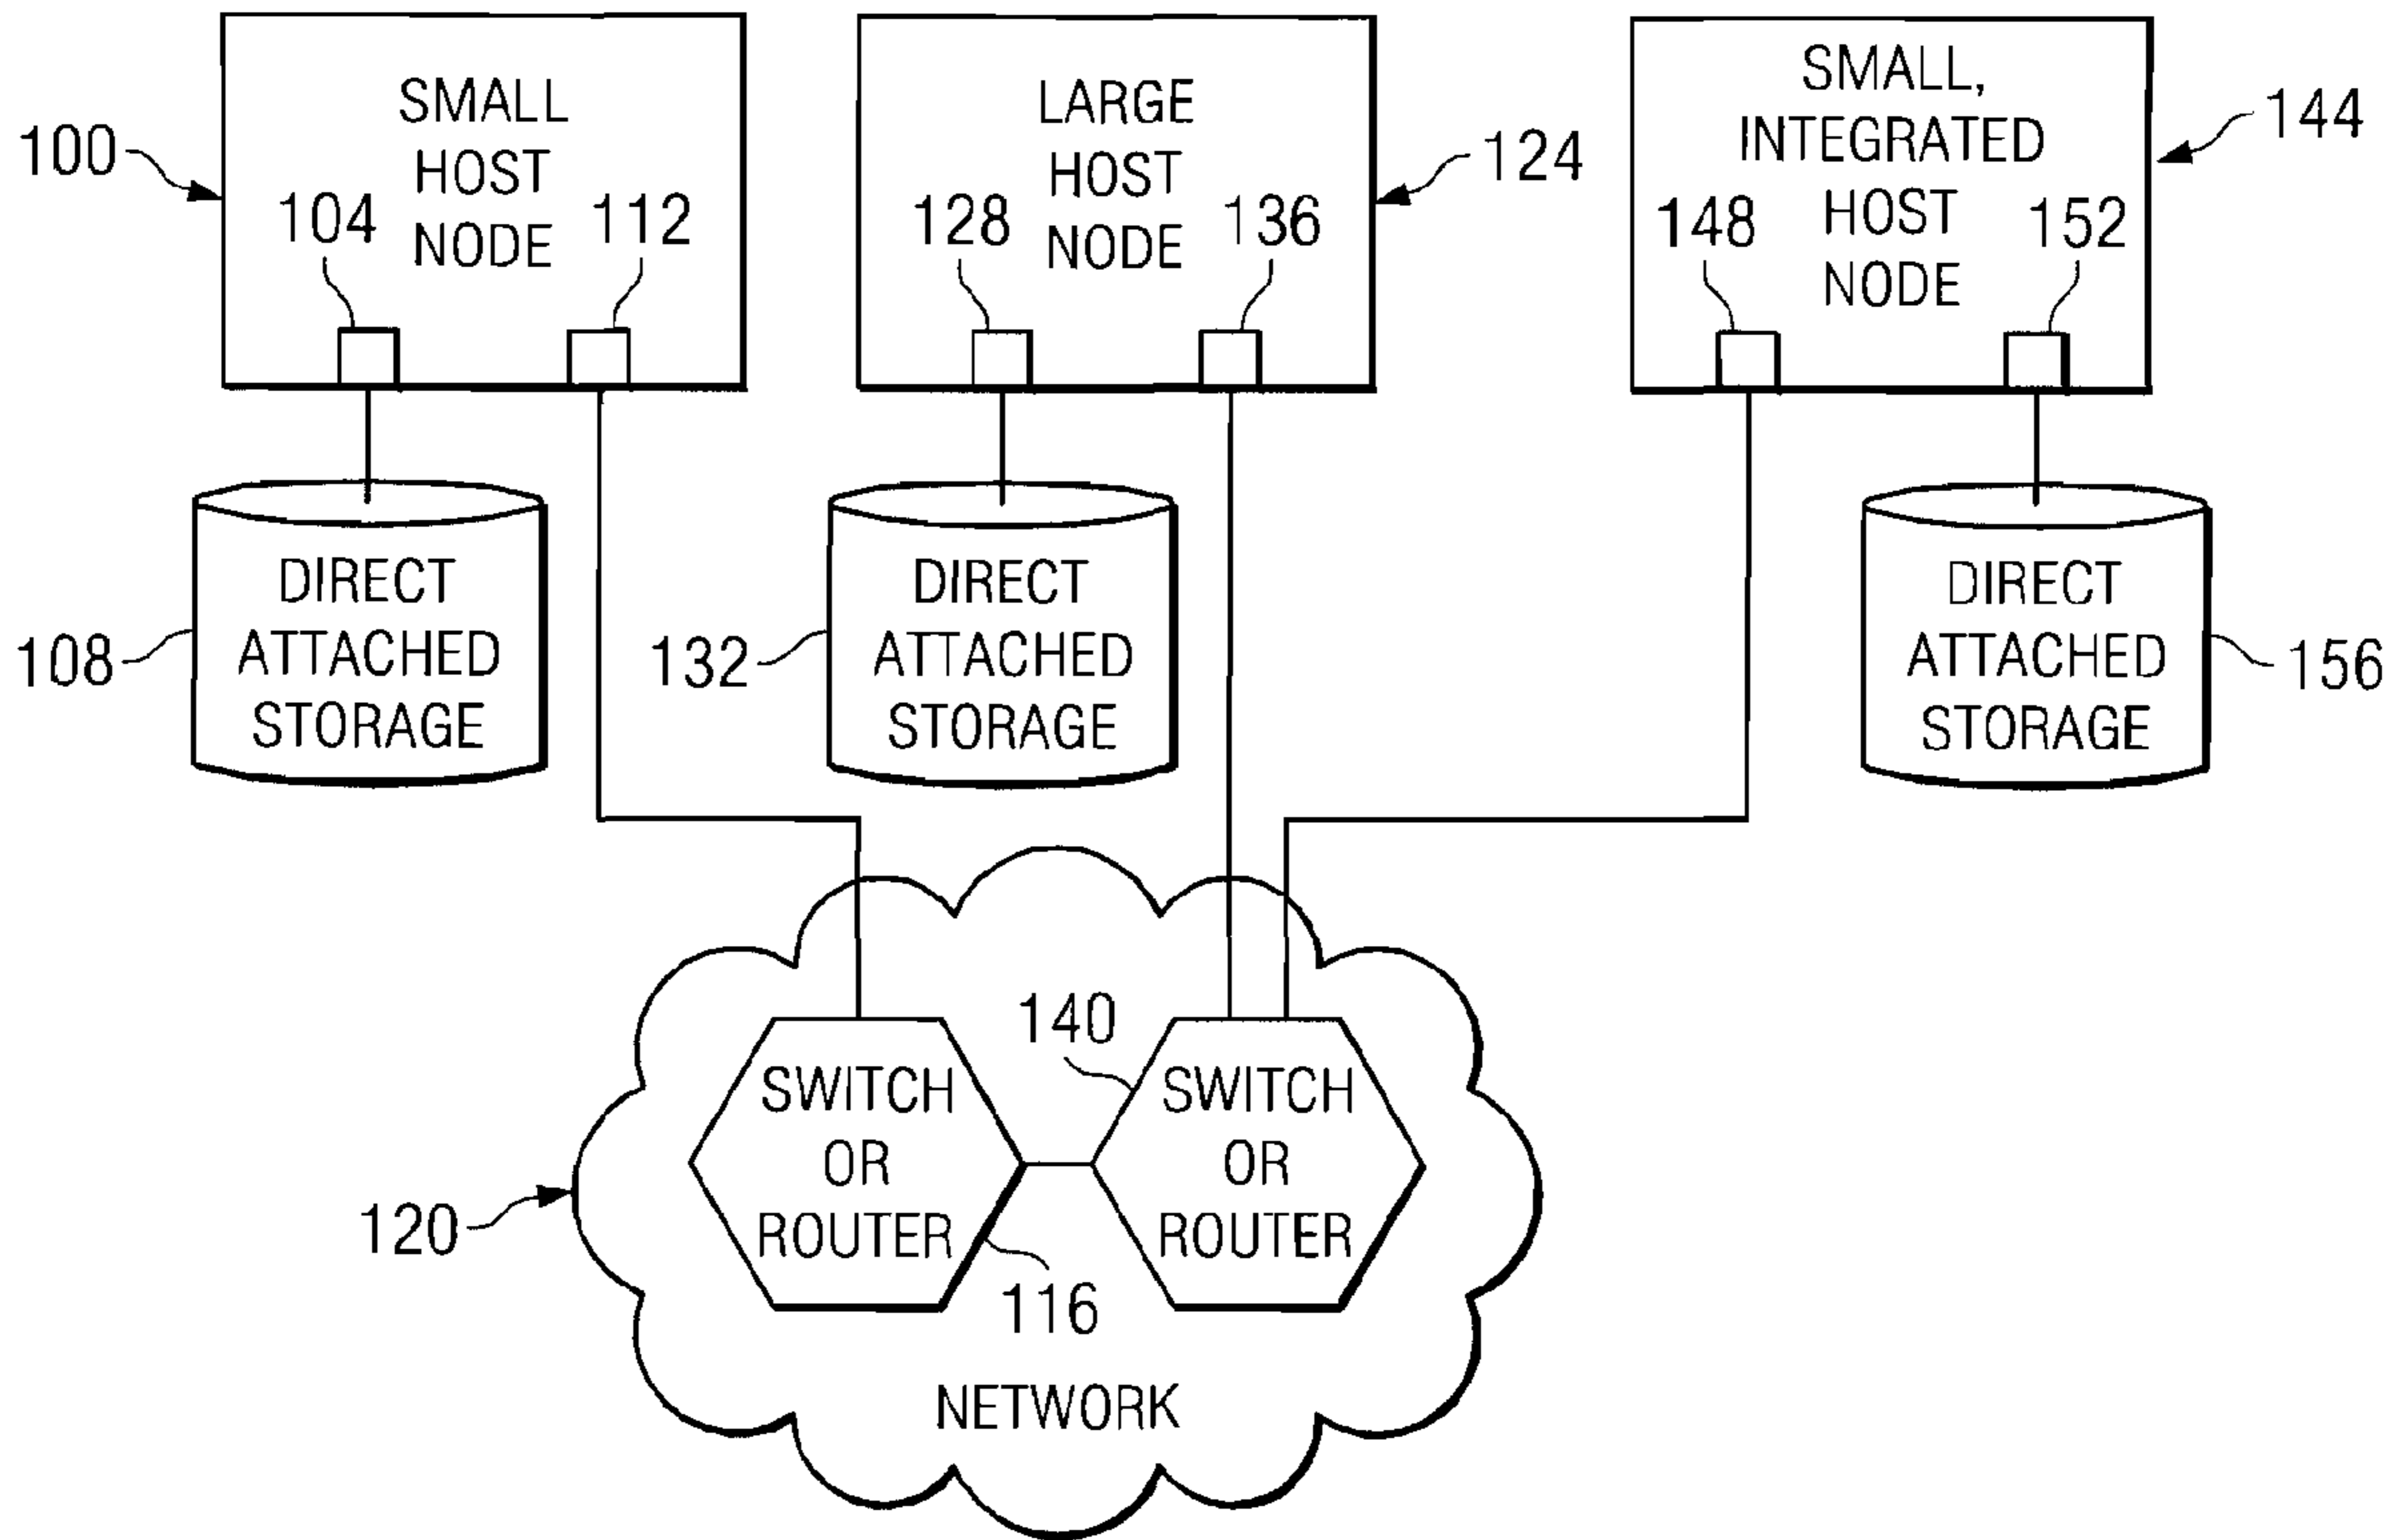 SMALL
HOST
NODE
100
104
112
LARGE
HOST
NODE
124
128
136
SMALL,
INTEGRATED
HOST
NODE
144
148
152
DIRECT
ATTACHED
STORAGE
108
DIRECT
ATTACHED
STORAGE
132
DIRECT
ATTACHED
STORAGE
156
140
SWITCH
OR
ROUTER
116
SWITCH
OR
ROUTER
120
NETWORK